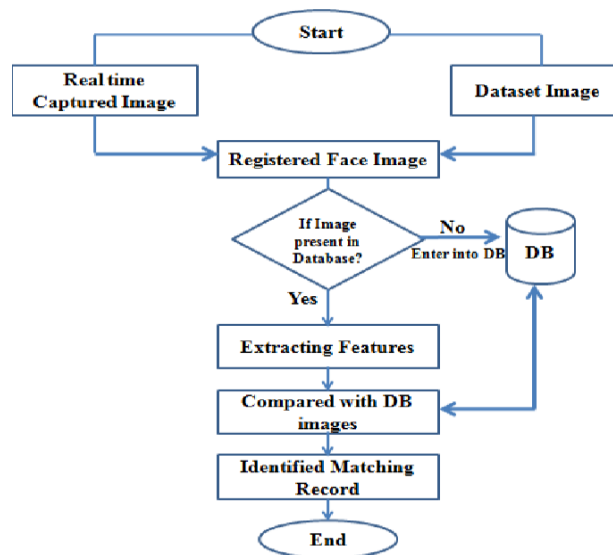 Start
Real time
Captured Image
Dataset Image
Registered Face Image
If Image
present in
Database?
No
Enter into DB
DB
Yes
Extracting Features
Compared with DB
images
Identified Matching
Record
End